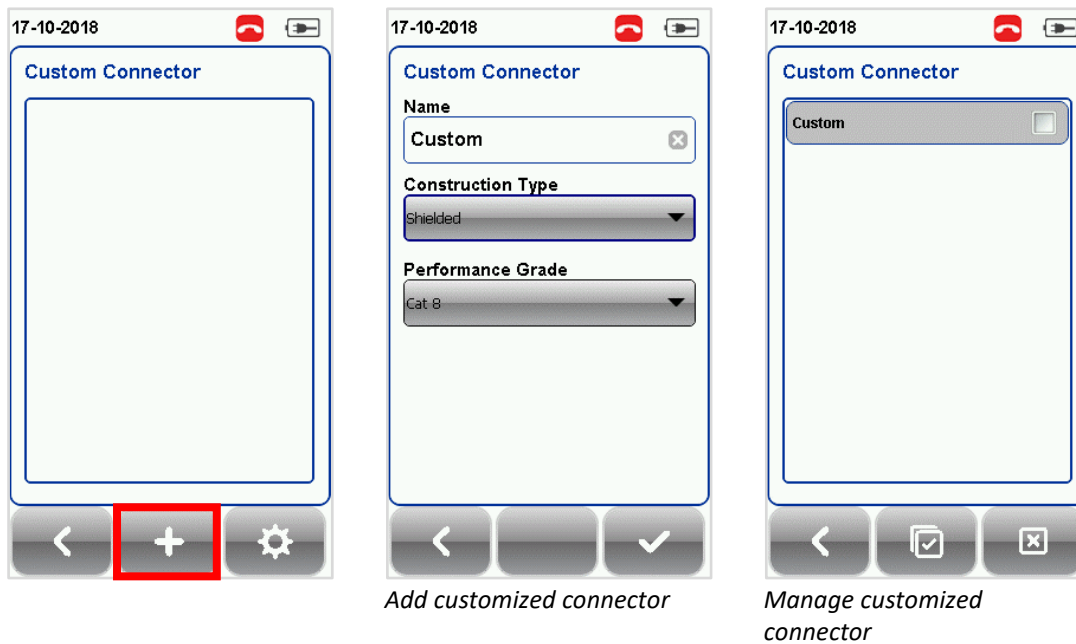 17-10-2018
Custom Connector
17-10-2018
Custom Connector
Name
Custom
Construction Type
Shielded
Performance Grade
Cat 8
Add customized connector
17-10-2018
Custom Connector
Custom
Manage customized
connector